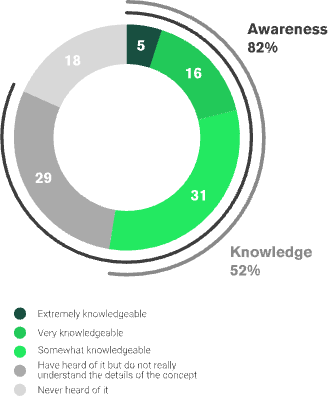 5
Awareness
82%
18
16
29
31
Knowledge
52%
Extremely knowledgeable
Very knowledgeable
Somewhat knowledgeable
Have heard of it but do not really
understand the details of the concept
Never heard of it